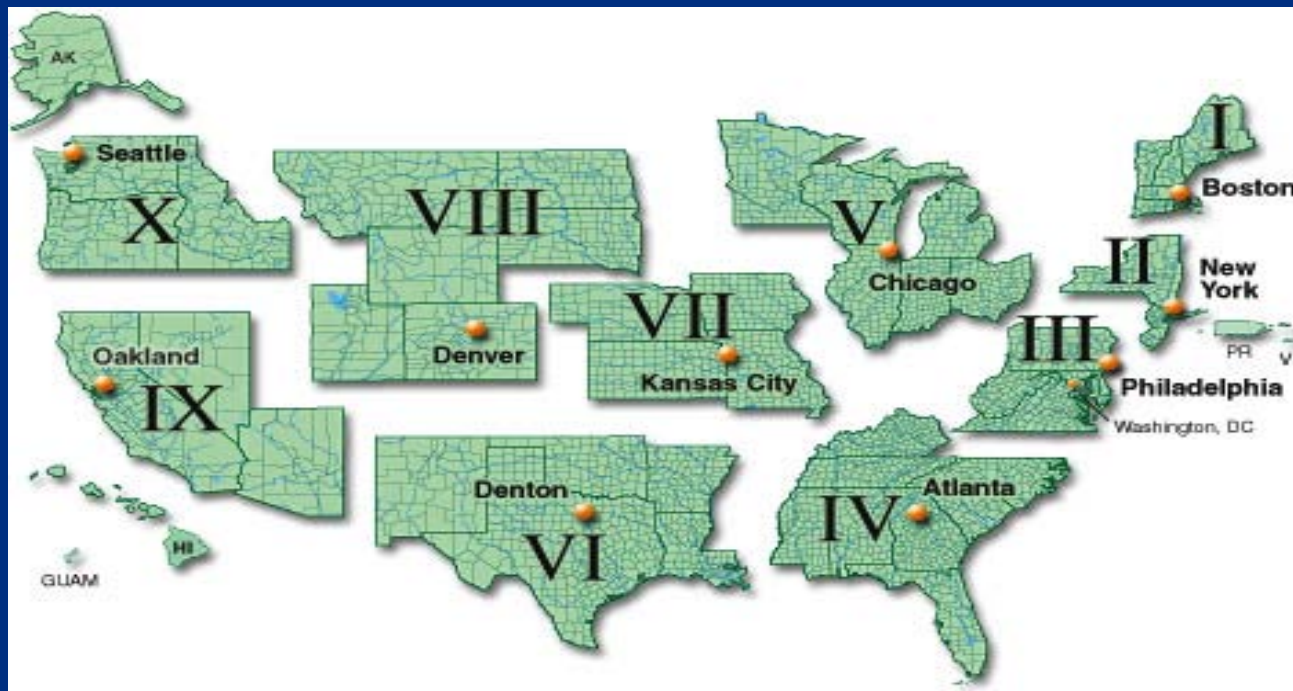 AK
Seattle
X
VIII
V
Chicago
I
Boston
II
New
York
PR
V
III
Philadelphia
Washington, DC
Denver
VII
Kansas City
Oakland
IX
HI
GUAM
Denton
VI
Atlanta
IV